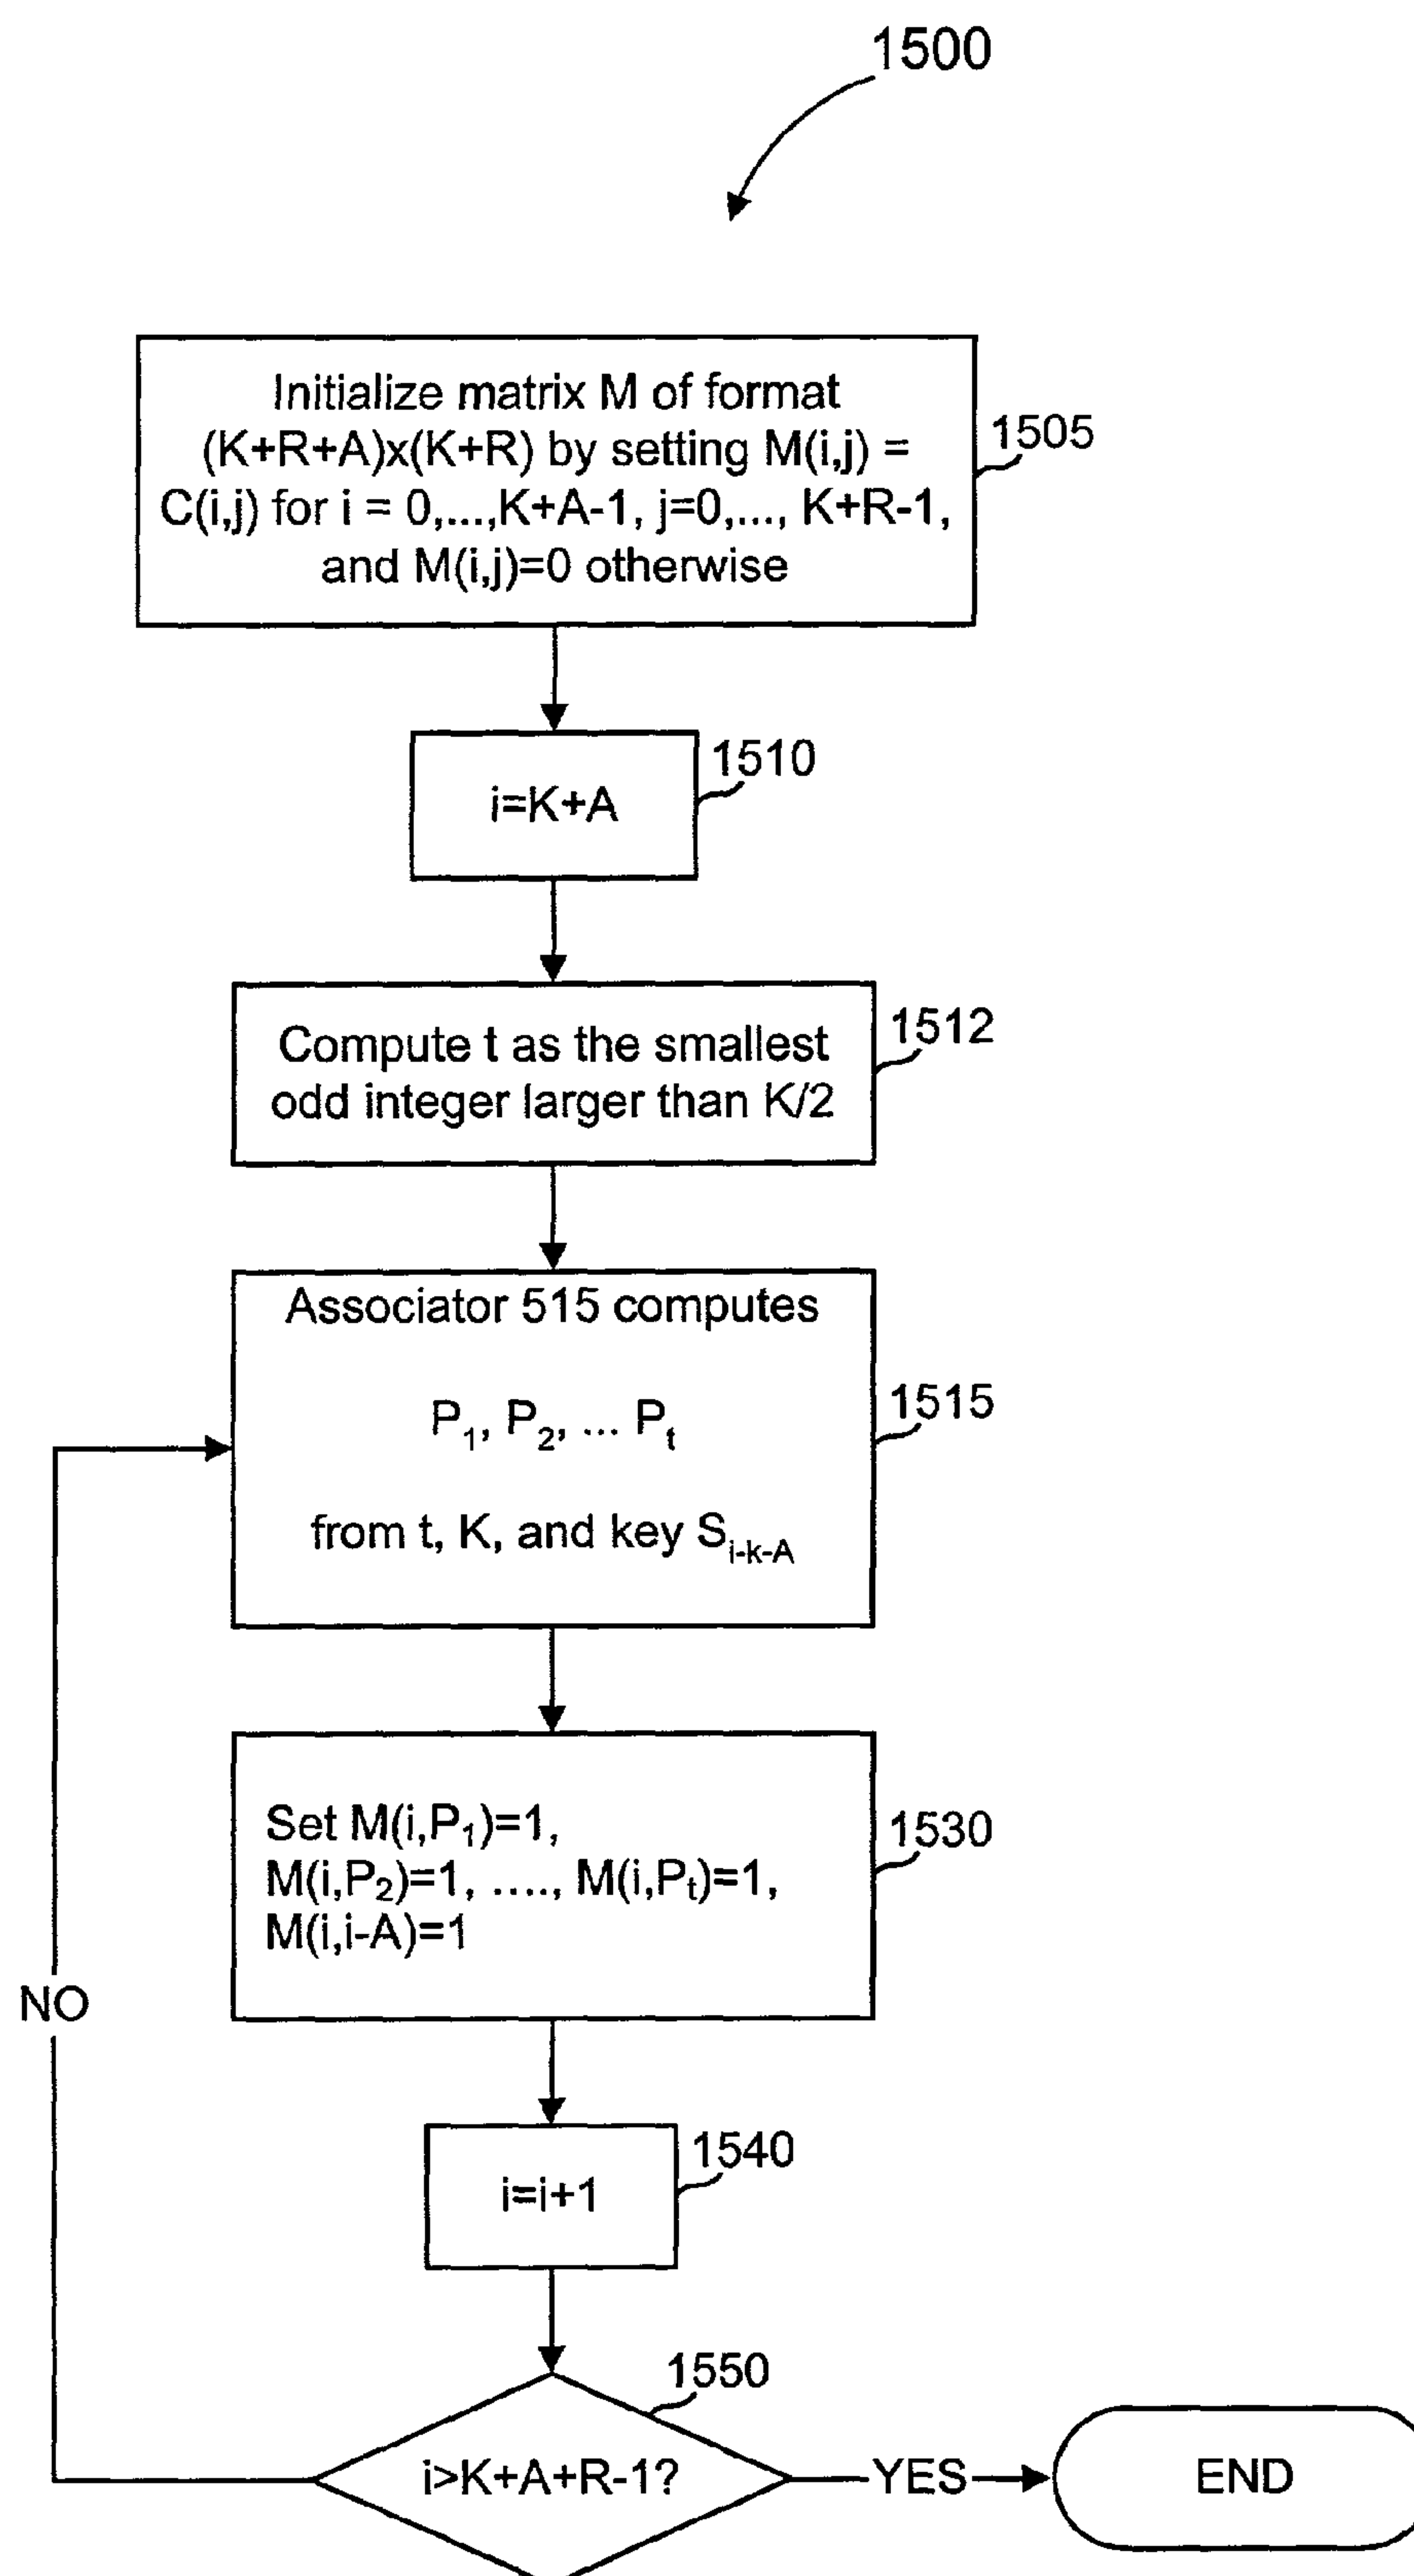 1500
Initialize matrix M of format
(K+R+A)x(K+R) by setting M(i,j) =
C(i,j) for i = 0,...,K+A-1, j=0,..., K+R-1,
and M(i,j)=0 otherwise
1505
i=K+A
1510
Compute t as the smallest
odd integer larger than K/2
1512
Associator 515 computes
P₁, P₂, ... Pₜ
from t, K, and key S_{i-k-A}
1515
Set M(i,P₁)=1,
M(i,P₂)=1, ...., M(i,Pₜ)=1,
M(i,i-A)=1
1530
NO
i=i+1
1540
1550
i>K+A+R-1?
YES
END